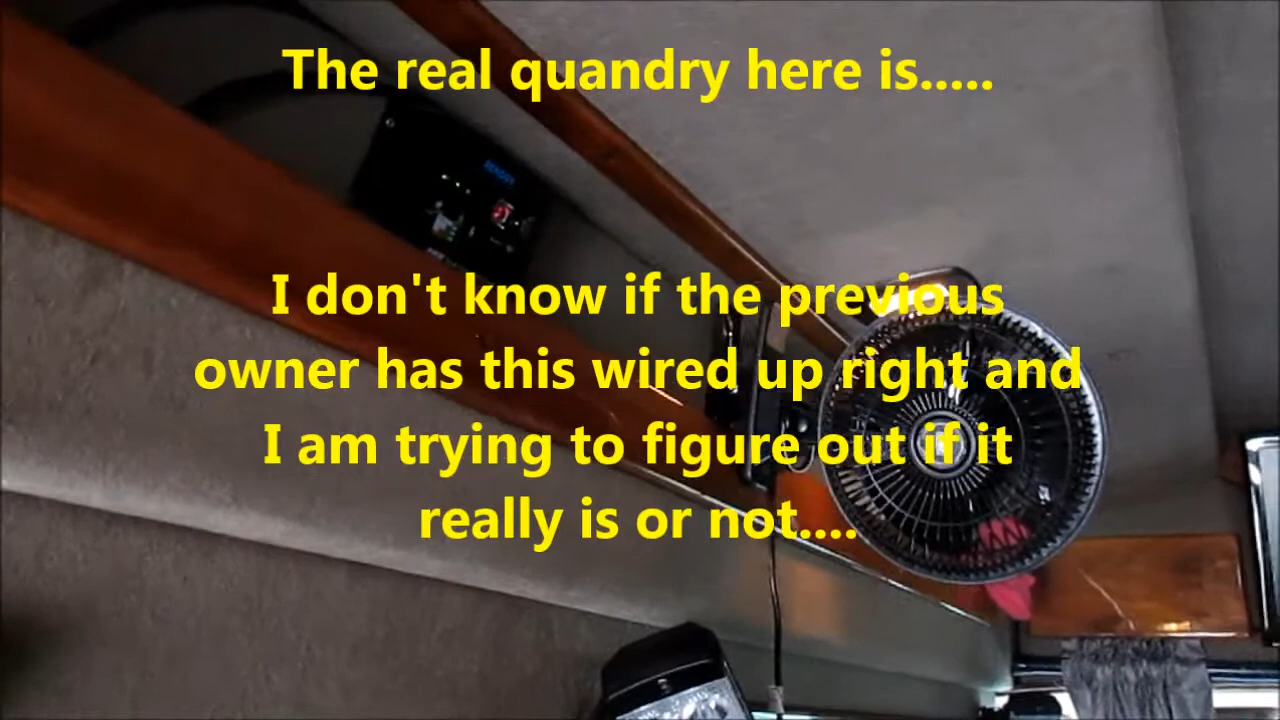 The real quandry here is.....
I don't know if the previous
owner has this wired up right and
I am trying to figure out if it
really is or not....